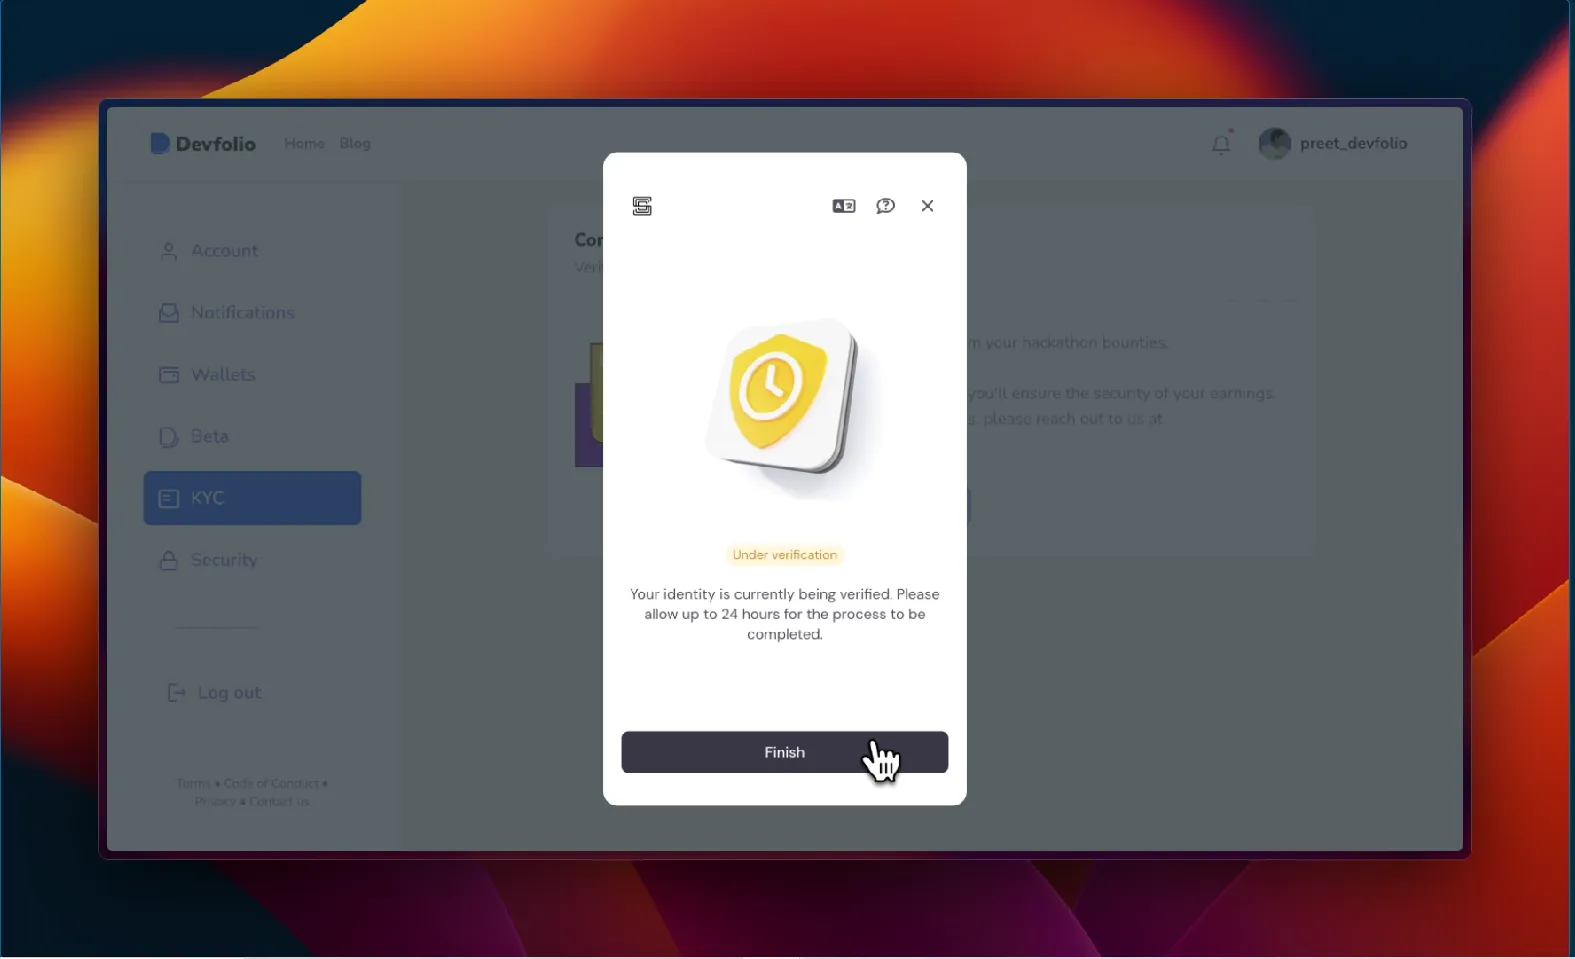 Devfolio
Home
Blog
preet_devfolio
Account
Notifications
Wallets
Beta
KYC
Security
Log out
Terms • Code of Conduct •
Privacy • Contact us
m your hackathon bounties.
you'll ensure the security of your earnings.
s, please reach out to us at
Under verification
Your identity is currently being verified. Please
allow up to 24 hours for the process to be
completed.
Finish